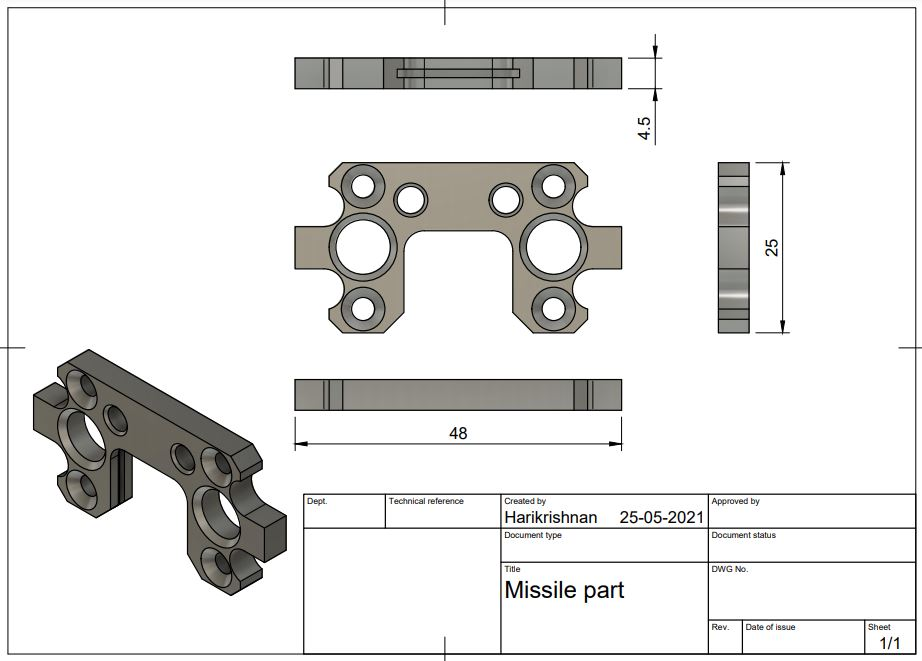 4.5
25
48
Dept.
Technical reference
Created by
Approved by
Harikrishnan 25-05-2021
Document type
Document status
Title
DWG No.
Missile part
Rev.
Date of issue
Sheet
1/1